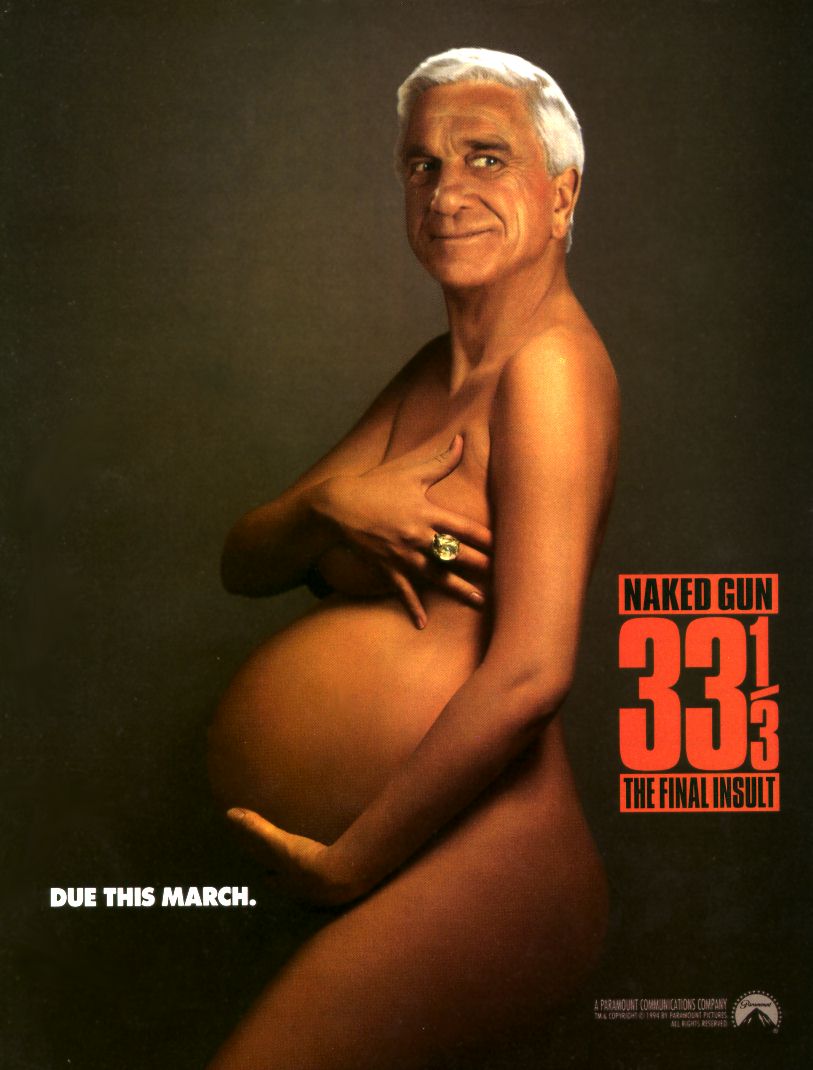 NAKED GUN
33 1/3
THE FINAL INSULT
DUE THIS MARCH.
A PARAMOUNT COMMUNICATIONS COMPANY
TM & COPYRIGHT © 1994 BY PARAMOUNT PICTURES.
ALL RIGHTS RESERVED.
Paramount